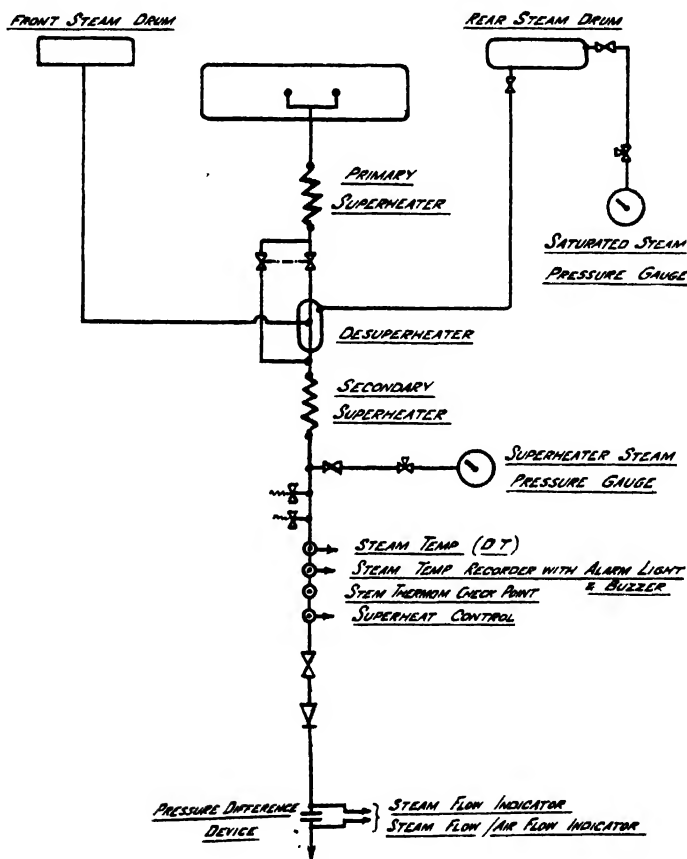 FRONT STEAM DRUM
REAR STEAM DRUM
PRIMARY
SUPERHEATER
SATURATED STEAM
PRESSURE GAUGE
DESUPERHEATER
SECONDARY
SUPERHEATER
SUPERHEATER STEAM
PRESSURE GAUGE
STEAM TEMP (DT)
STEAM TEMP RECORDER WITH ALARM LIGHT
& BUZZER
STEM THERMOM CHECK POINT
SUPERHEAT CONTROL
PRESSURE DIFFERENCE
DEVICE
STEAM FLOW INDICATOR
STEAM FLOW / AIR FLOW INDICATOR